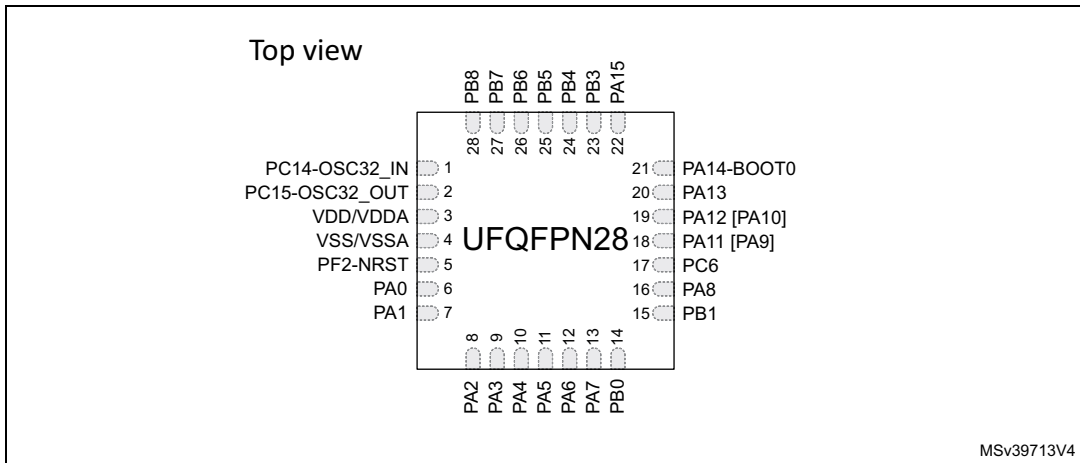 Top view
PB8
PB7
PB6
PB5
PB4
PB3
PA15
28
27
26
25
24
23
22
PC14-OSC32_IN 1
PC15-OSC32_OUT 2
VDD/VDDA 3
VSS/VSSA 4
PF2-NRST 5
PA0 6
PA1 7
UFQFPN28
21 PA14-BOOT0
20 PA13
19 PA12 [PA10]
18 PA11 [PA9]
17 PC6
16 PA8
15 PB1
8
9
10
11
12
13
14
PA2
PA3
PA4
PA5
PA6
PA7
PB0
MSv39713V4